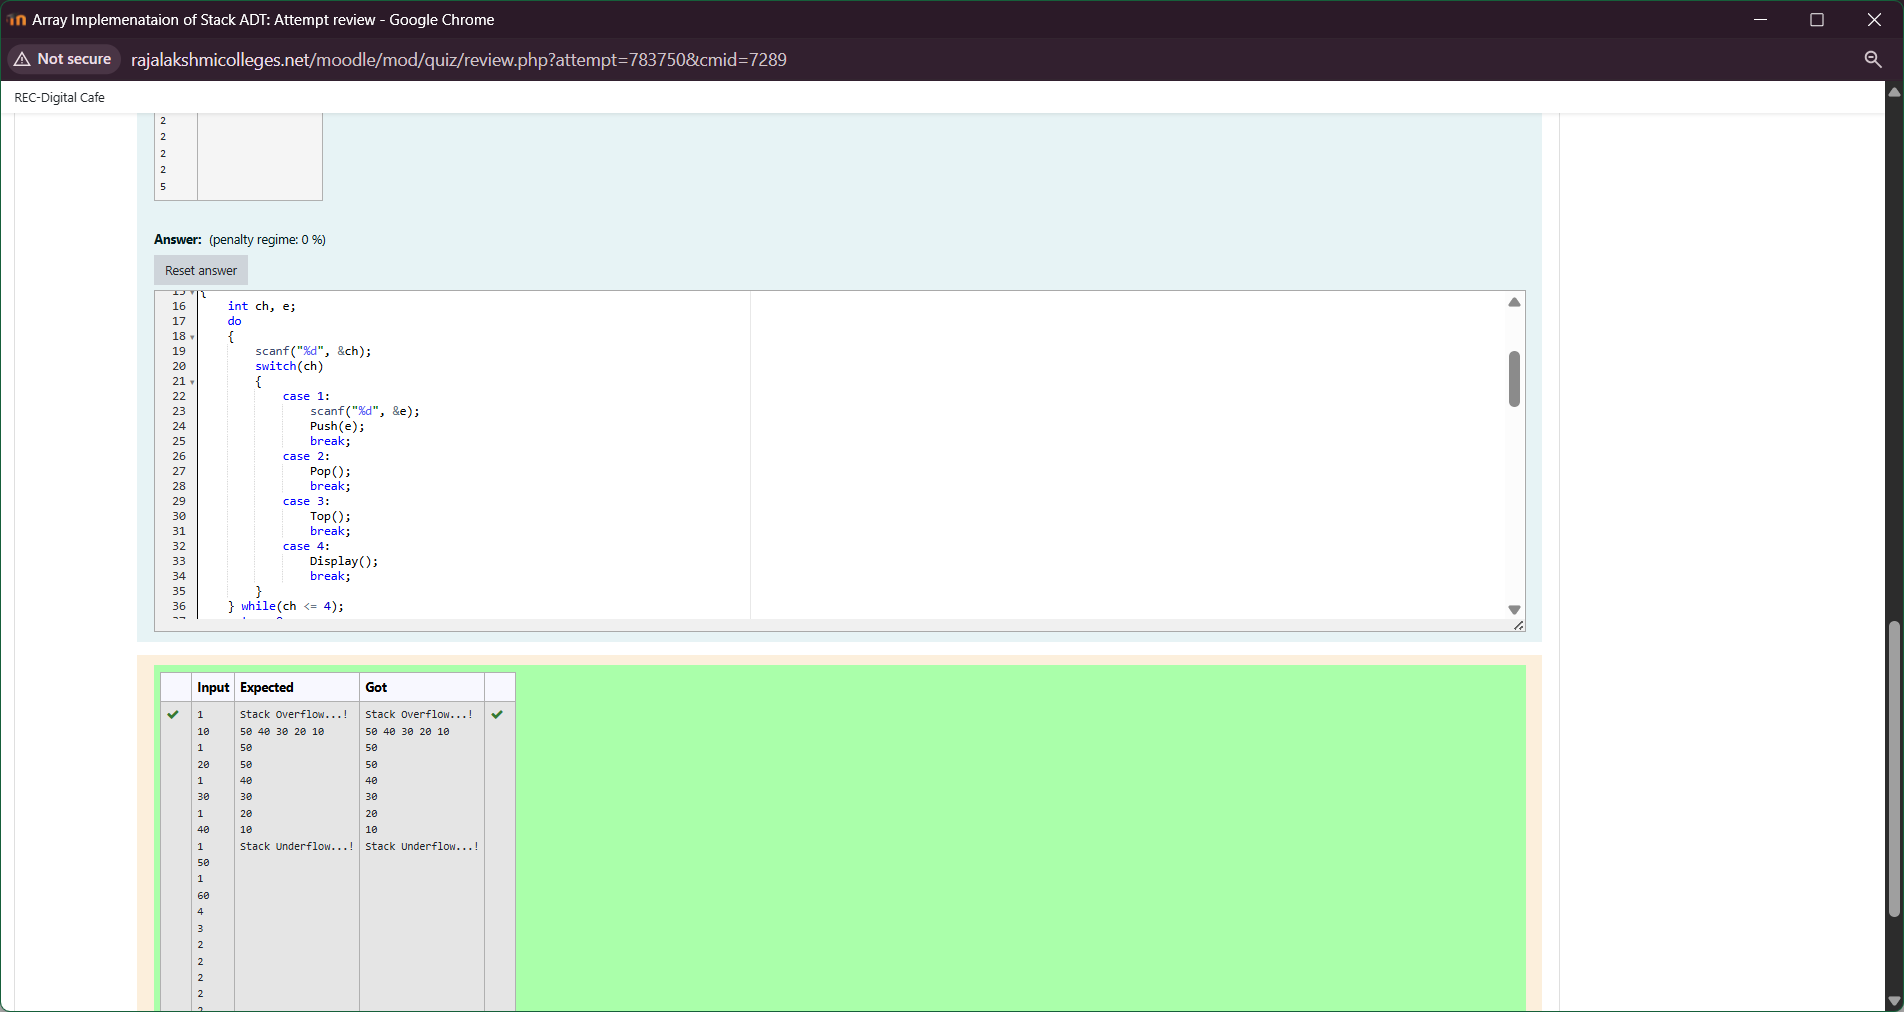 Array Implemenataion of Stack ADT: Attempt review - Google Chrome
Not secure
rajalakshmicolleges.net/moodle/mod/quiz/review.php?attempt=783750&cmid=7289
REC-Digital Cafe
2
2
2
2
5
Answer: (penalty regime: 0 %)
Reset answer
15 {
16 int ch, e;
17 do
18 {
19 scanf("%d", &ch);
20 switch(ch)
21 {
22 case 1:
23 scanf("%d", &e);
24 Push(e);
25 break;
26 case 2:
27 Pop();
28 break;
29 case 3:
30 Top();
31 break;
32 case 4:
33 Display();
34 break;
35 }
36 } while(ch <= 4);
Input Expected Got
1 Stack Overflow...! Stack Overflow...!
10 50 40 30 20 10 50 40 30 20 10
1 50 50
20 50 50
1 40 40
30 30 30
1 20 20
40 10 10
1 Stack Underflow...! Stack Underflow...!
50
1
60
4
3
2
2
2
2